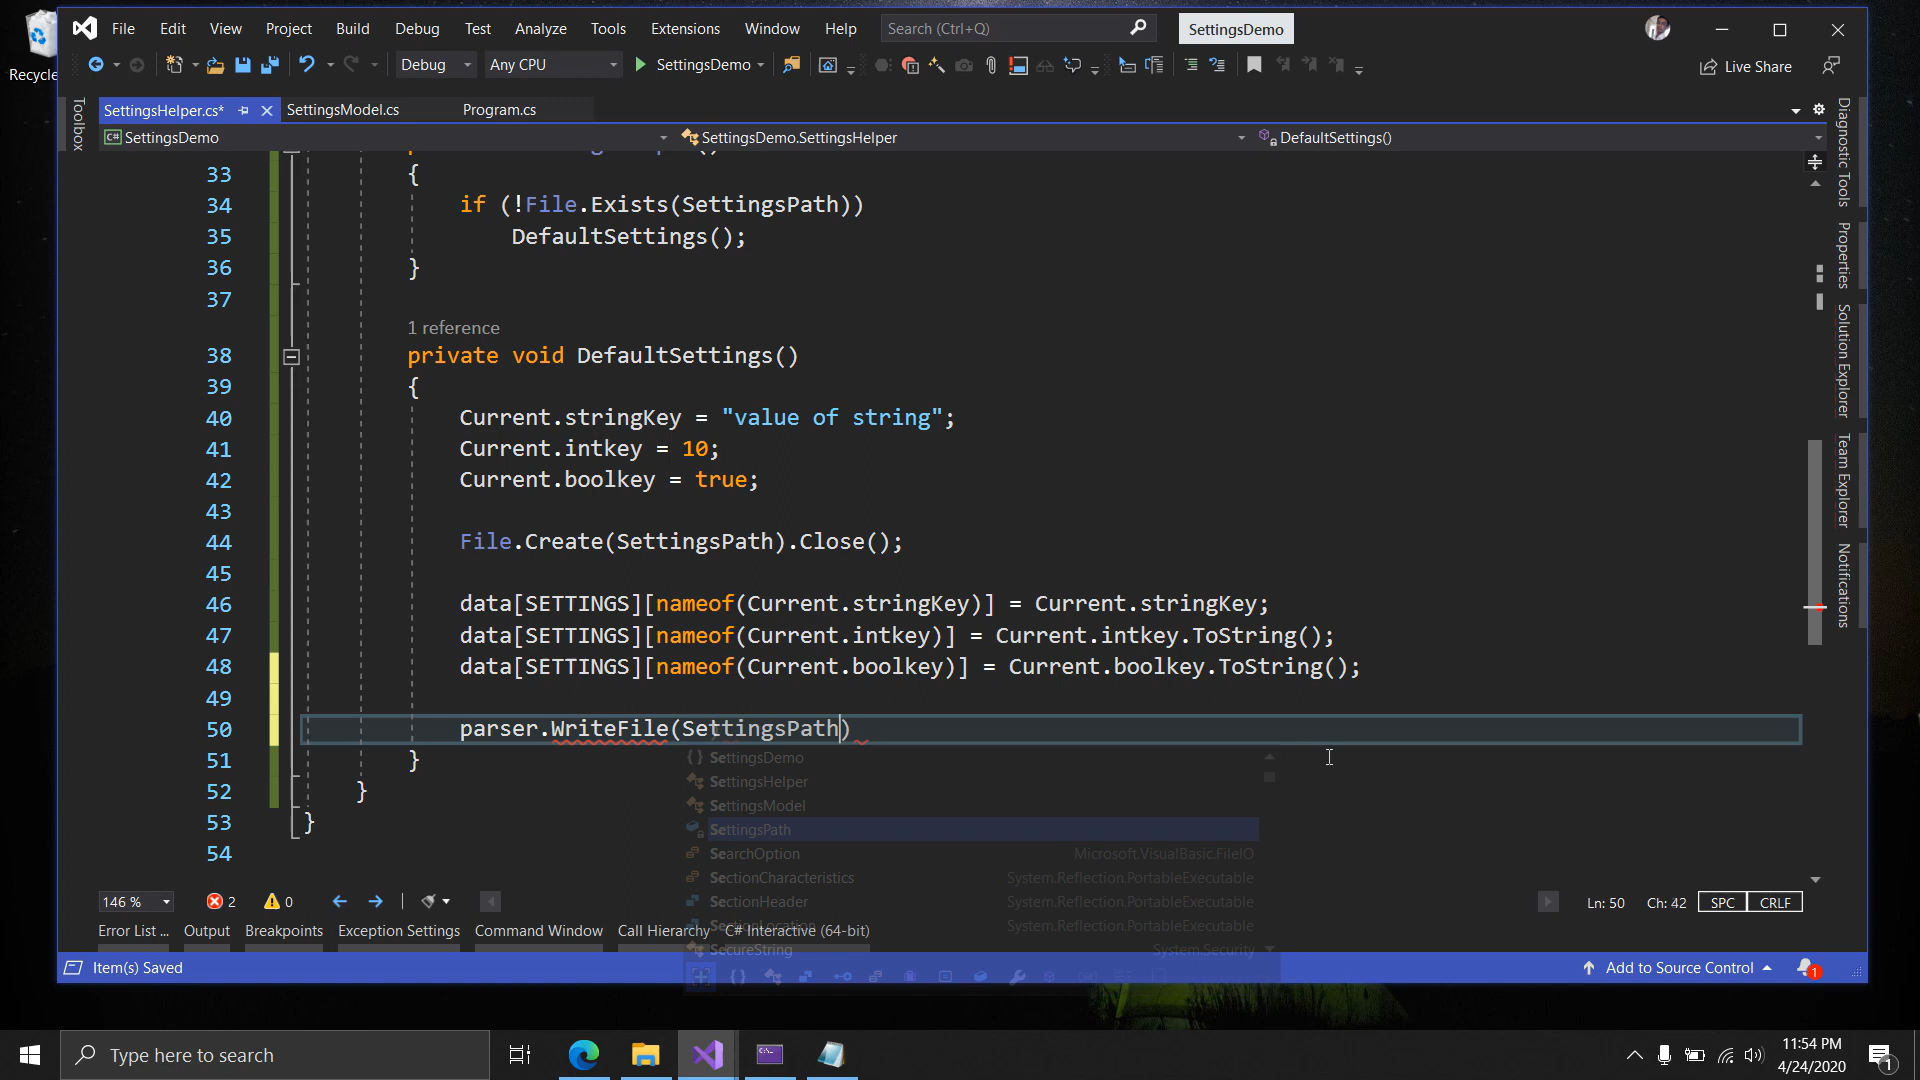 Recycle
File Edit View Project Build Debug Test Analyze Tools Extensions Window Help Search (Ctrl+Q) SettingsDemo
Debug Any CPU SettingsDemo Live Share
SettingsHelper.cs* SettingsModel.cs Program.cs
Toolbox
SettingsDemo SettingsDemo.SettingsHelper DefaultSettings()
33 {
34 if (!File.Exists(SettingsPath))
35 DefaultSettings();
36 }
37
1 reference
38 private void DefaultSettings()
39 {
40 Current.stringKey = "value of string";
41 Current.intkey = 10;
42 Current.boolkey = true;
43
44 File.Create(SettingsPath).Close();
45
46 data[SETTINGS][nameof(Current.stringKey)] = Current.stringKey;
47 data[SETTINGS][nameof(Current.intkey)] = Current.intkey.ToString();
48 data[SETTINGS][nameof(Current.boolkey)] = Current.boolkey.ToString();
49
50 parser.WriteFile(SettingsPath)
51 }
52 }
53 }
54
SettingsDemo
SettingsHelper
SettingsModel
SettingsPath
SearchOption Microsoft.VisualBasic.FileIO
SectionCharacteristics System.Reflection.PortableExecutable
SectionHeader System.Reflection.PortableExecutable
SectionLocation System.Reflection.PortableExecutable
SecureString System.Security
Diagnostic Tools
Properties
Solution Explorer
Team Explorer
Notifications
146 % 2 0 Ln: 50 Ch: 42 SPC CRLF
Error List ... Output Breakpoints Exception Settings Command Window Call Hierarchy C# Interactive (64-bit)
Item(s) Saved Add to Source Control 1
Type here to search
11:54 PM
4/24/2020
1